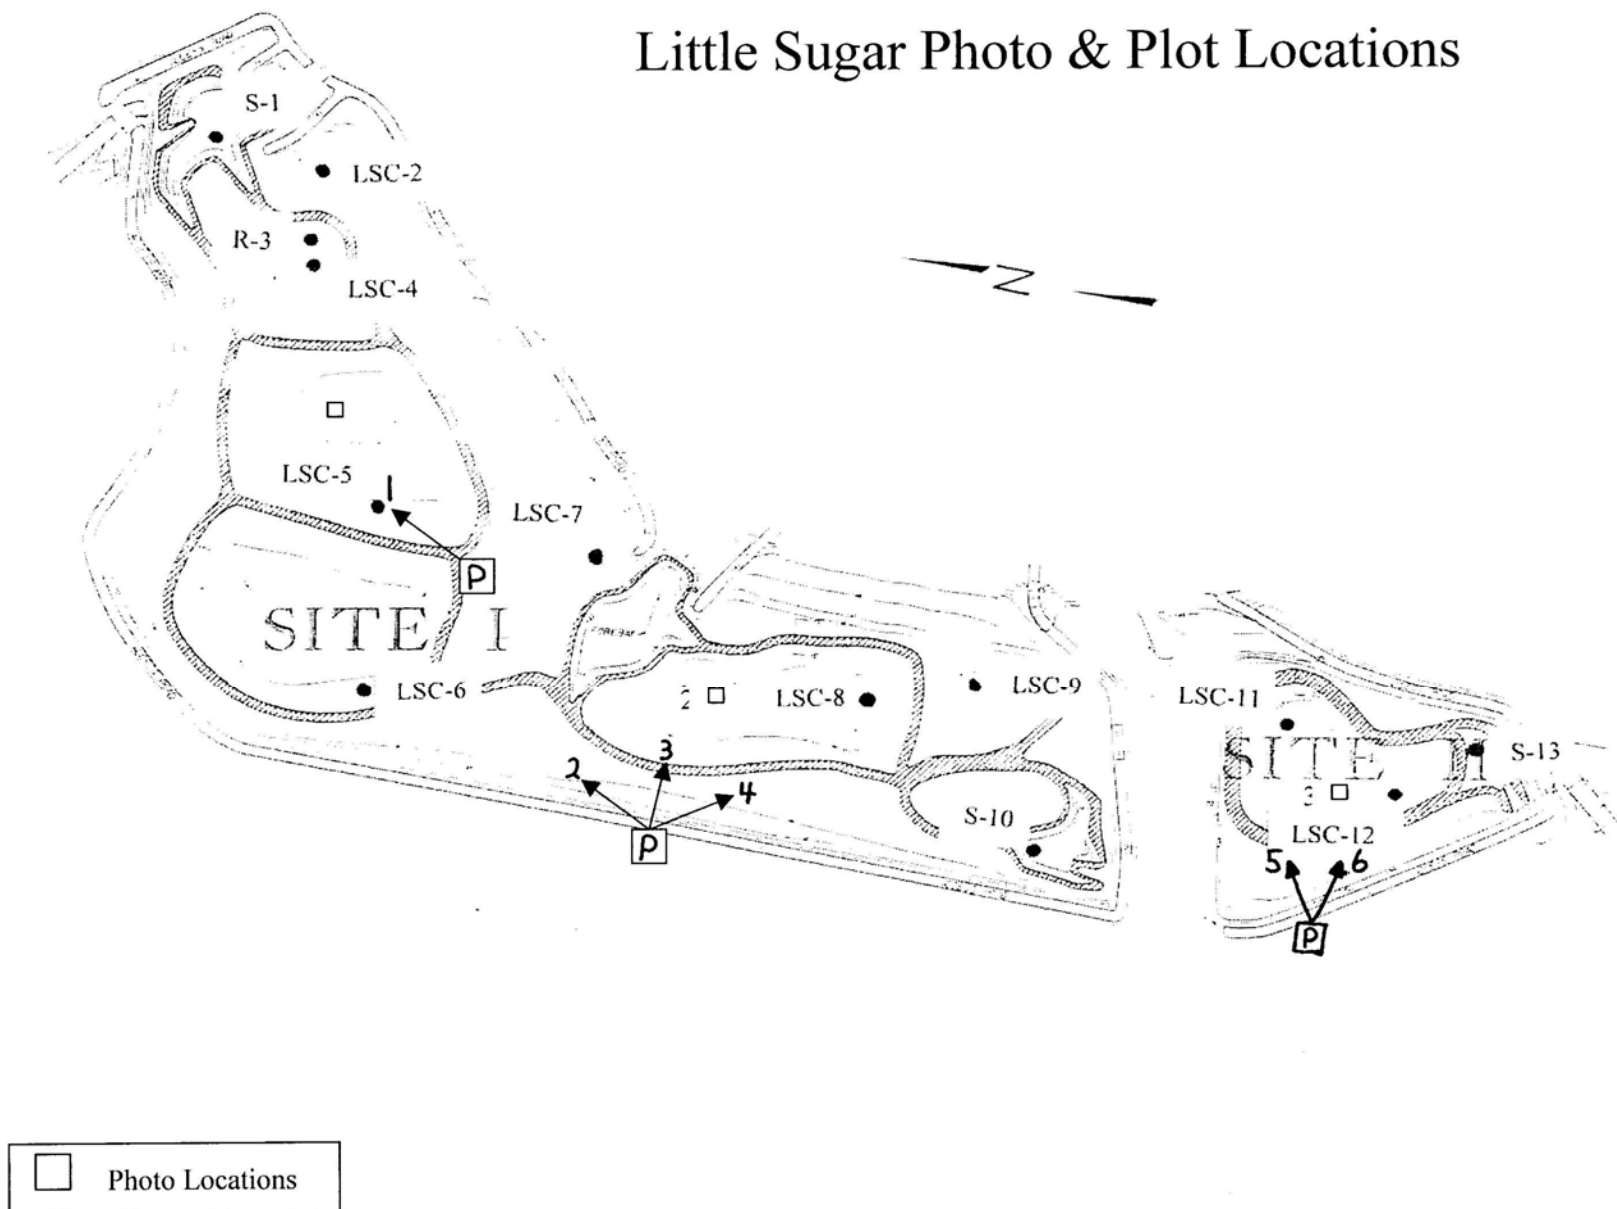 Little Sugar Photo & Plot Locations
S-1
LSC-2
R-3
LSC-4
N
LSC-5
1
LSC-7
P
SITE I
LSC-6
2
LSC-8
LSC-9
LSC-11
SITE II
S-13
3
LSC-12
2
3
4
S-10
P
5
6
P
Photo Locations